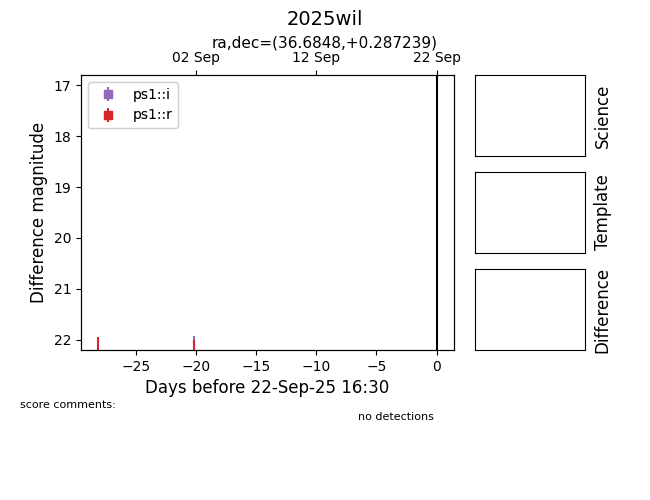 2025wil
ra,dec=(36.6848,+0.287239)
02 Sep 12 Sep 22 Sep
ps1::i
ps1::r
17
18
19
20
21
22
Difference magnitude
−25 −20 −15 −10 −5 0
Days before 22-Sep-25 16:30
Science
Template
Difference
score comments:
no detections